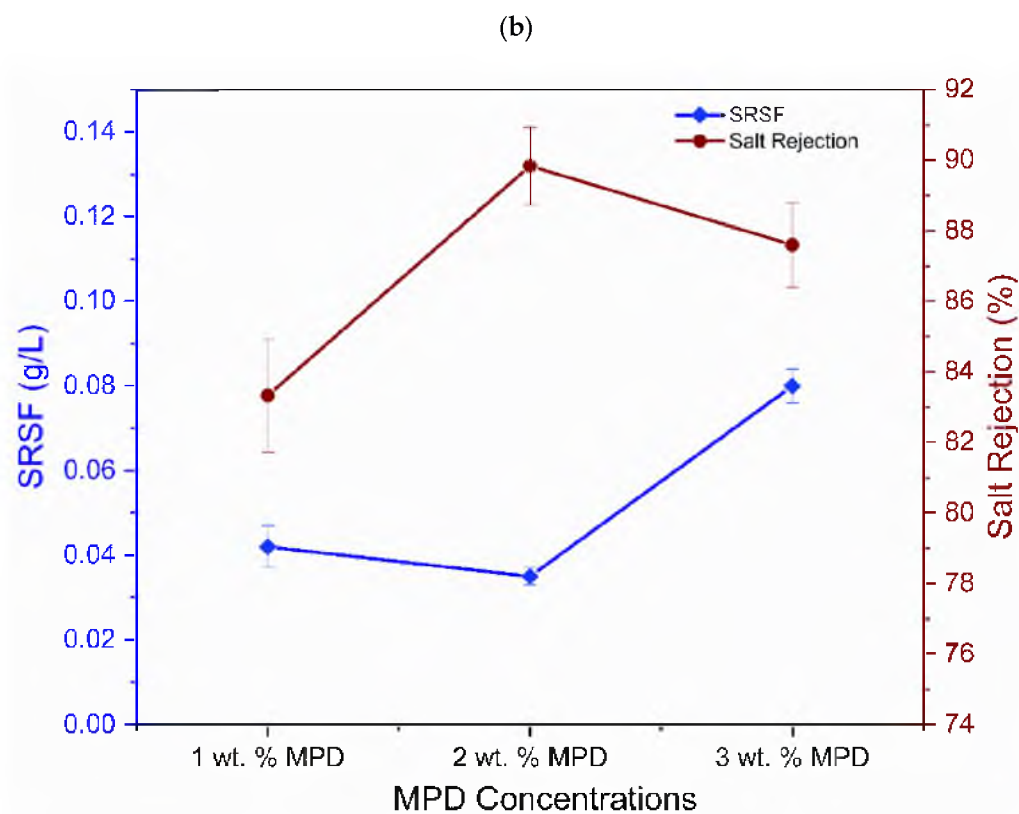 (b)
SRSF (g/L)
0.14
0.12
0.10
0.08
0.06
0.04
0.02
0.00
SRSF
Salt Rejection
92
90
88
86
84
82
80
78
76
74
Salt Rejection (%)
1 wt. % MPD 2 wt. % MPD 3 wt. % MPD
MPD Concentrations